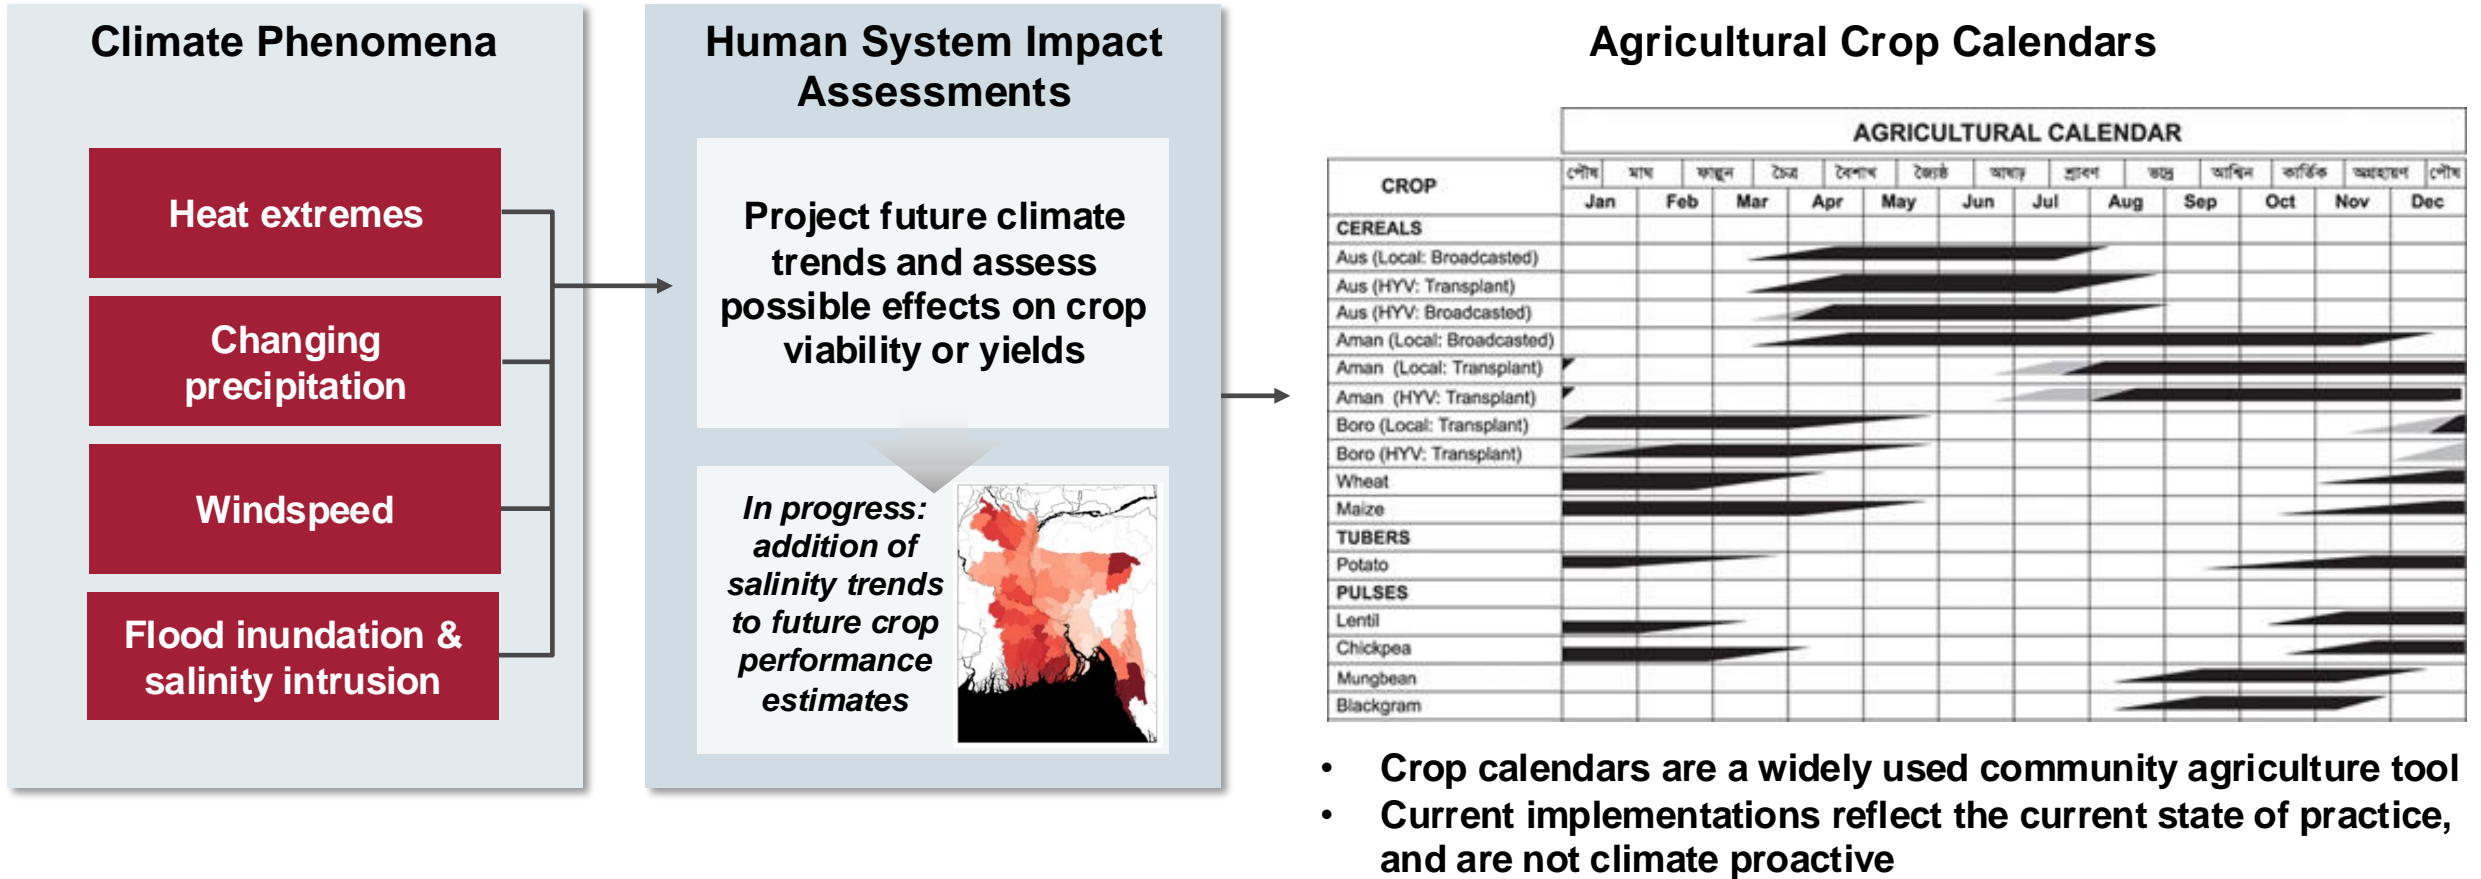 Climate Phenomena
Heat extremes
Changing
precipitation
Windspeed
Flood inundation &
salinity intrusion
Human System Impact
Assessments
Project future climate
trends and assess
possible effects on crop
viability or yields
In progress:
addition of
salinity trends
to future crop
performance
estimates
Agricultural Crop Calendars
AGRICULTURAL CALENDAR
CROP
পৌষ মাঘ ফাল্গুন চৈত্র বৈশাখ জ্যৈষ্ঠ আষাঢ় শ্রাবণ ভাদ্র আশ্বিন কার্তিক অগ্রহায়ণ পৌষ
Jan Feb Mar Apr May Jun Jul Aug Sep Oct Nov Dec
CEREALS
Aus (Local: Broadcasted)
Aus (HYV: Transplant)
Aus (HYV: Broadcasted)
Aman (Local: Broadcasted)
Aman (Local: Transplant)
Aman (HYV: Transplant)
Boro (Local: Transplant)
Boro (HYV: Transplant)
Wheat
Maize
TUBERS
Potato
PULSES
Lentil
Chickpea
Mungbean
Blackgram
• Crop calendars are a widely used community agriculture tool
• Current implementations reflect the current state of practice,
and are not climate proactive